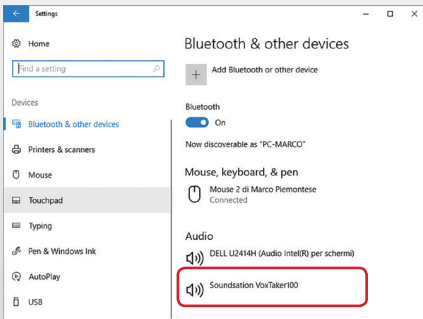 Settings
Home
Find a setting
Devices
Bluetooth & other devices
Printers & scanners
Mouse
Touchpad
Typing
Pen & Windows Ink
AutoPlay
USB
Bluetooth & other devices
Add Bluetooth or other device
Bluetooth
On
Now discoverable as "PC-MARCO"
Mouse, keyboard, & pen
Mouse 2 di Marco Piemontese
Connected
Audio
DELL U2414H (Audio Intel(R) per schermi)
Soundsation VoxTaker100